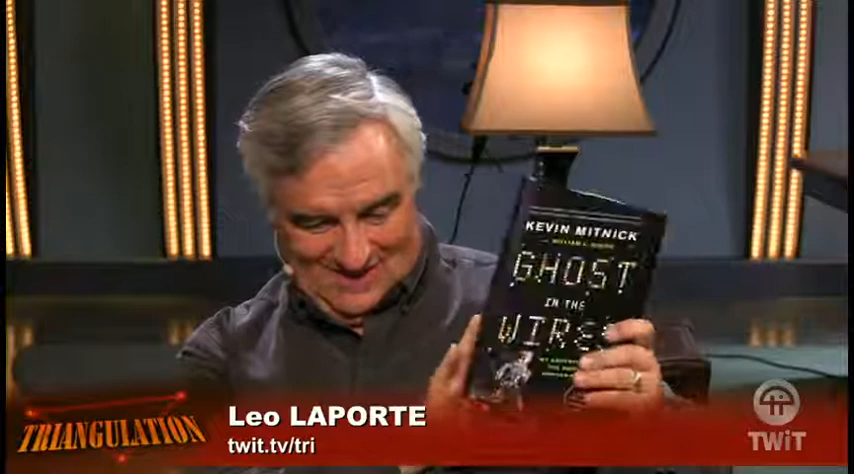 KEVIN MITNICK
GHOST
IN THE
WIRES
TRIANGULATION
Leo LAPORTE
twit.tv/tri
TWiT